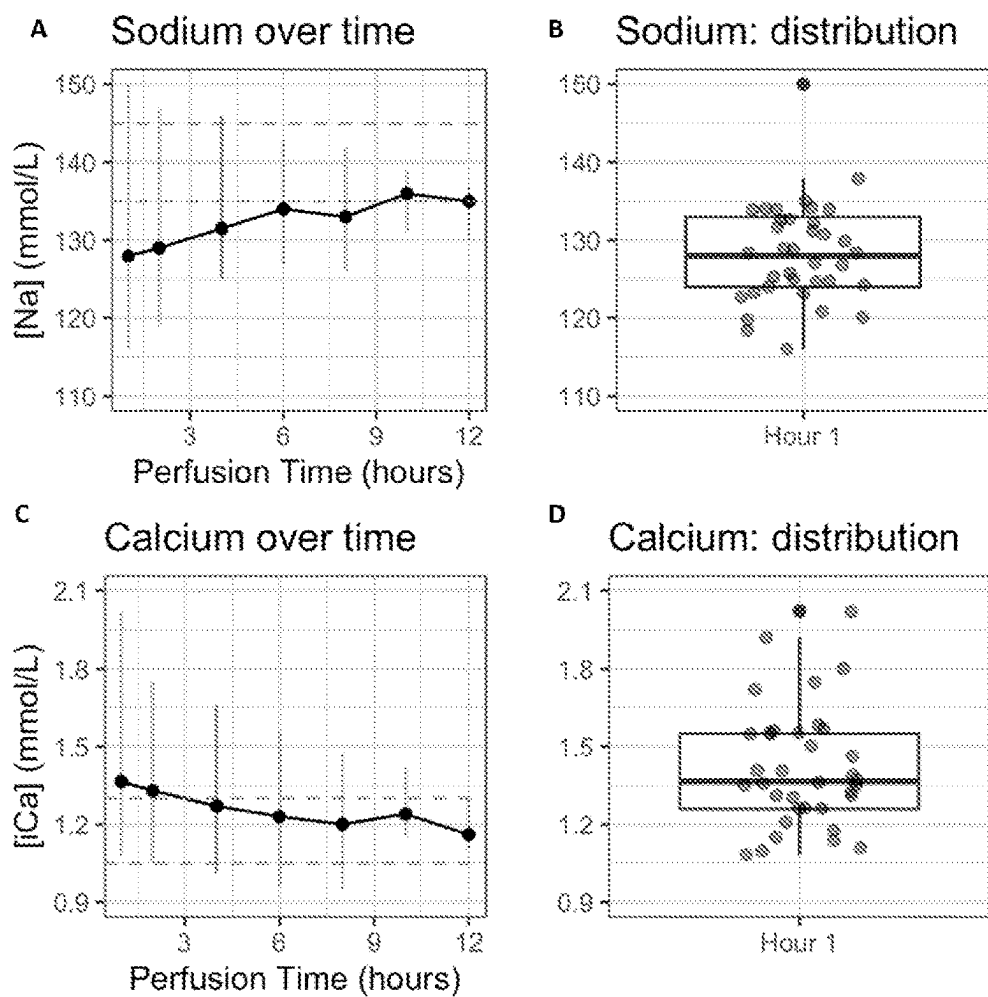 A Sodium over time
150
140
130
120
110
[Na] (mmol/L)
3 6 9 12
Perfusion Time (hours)
B Sodium: distribution
150
140
130
120
110
Hour 1
C
Calcium over time
2.1
1.8
1.5
1.2
0.9
[iCa] (mmol/L)
3 6 9 12
Perfusion Time (hours)
D
Calcium: distribution
2.1
1.8
1.5
1.2
0.9
Hour 1